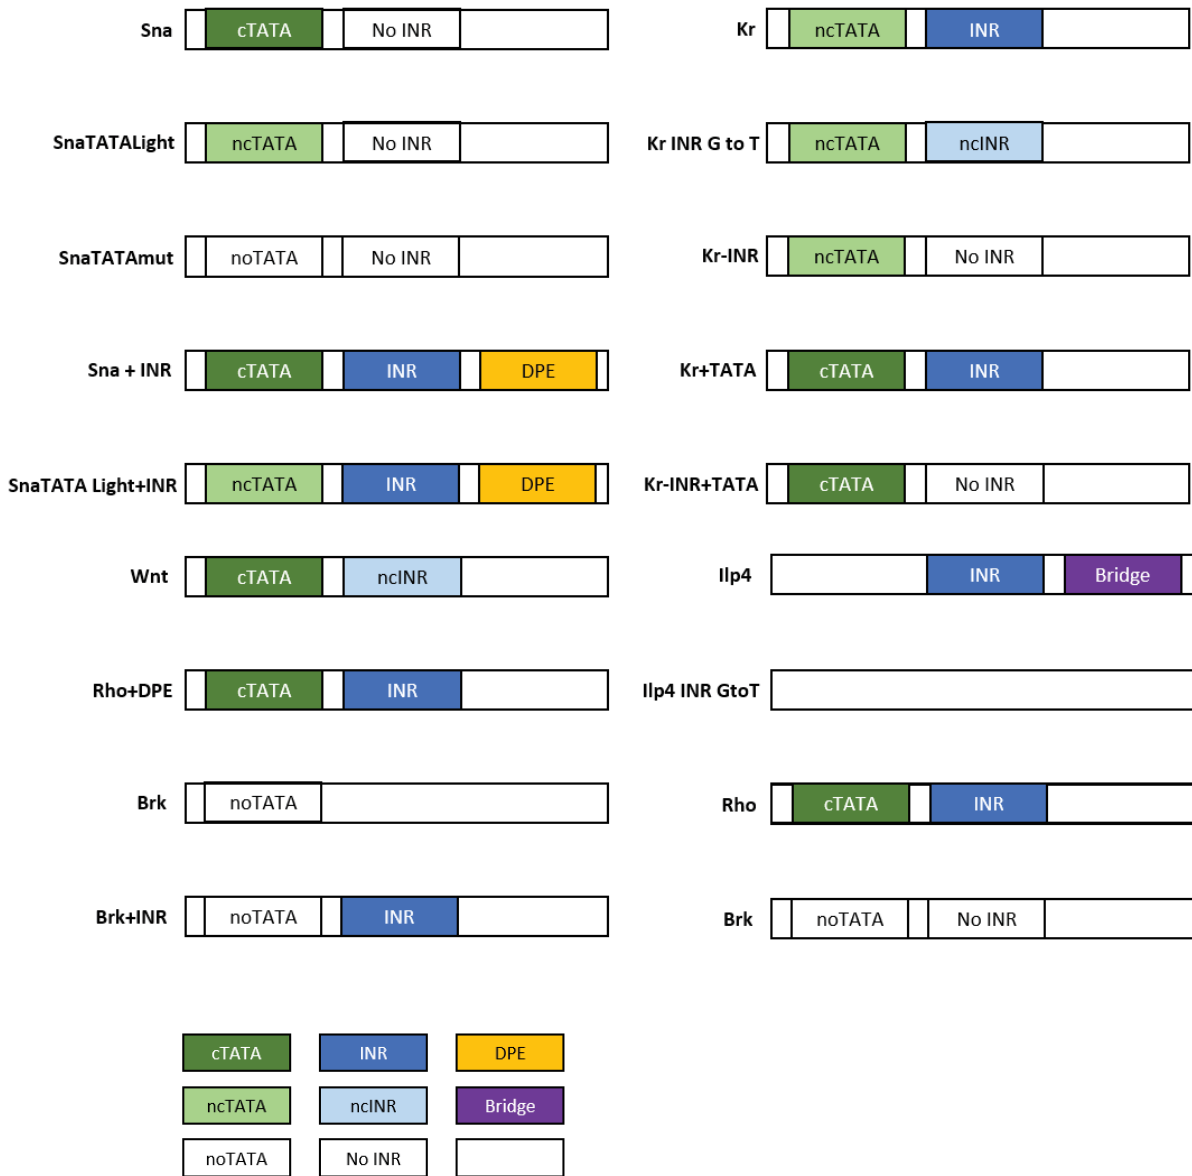 Sna cTATA No INR
Kr ncTATA INR
SnaTATALight ncTATA No INR
Kr INR G to T ncTATA ncINR
SnaTATAmut noTATA No INR
Kr-INR ncTATA No INR
Sna + INR cTATA INR DPE
Kr+TATA cTATA INR
SnaTATA Light+INR ncTATA INR DPE
Kr-INR+TATA cTATA No INR
Wnt cTATA ncINR
Ilp4 INR Bridge
Rho+DPE cTATA INR
Ilp4 INR GtoT
Brk noTATA
Rho cTATA INR
Brk+INR noTATA INR
Brk noTATA No INR
cTATA INR DPE
ncTATA ncINR Bridge
noTATA No INR